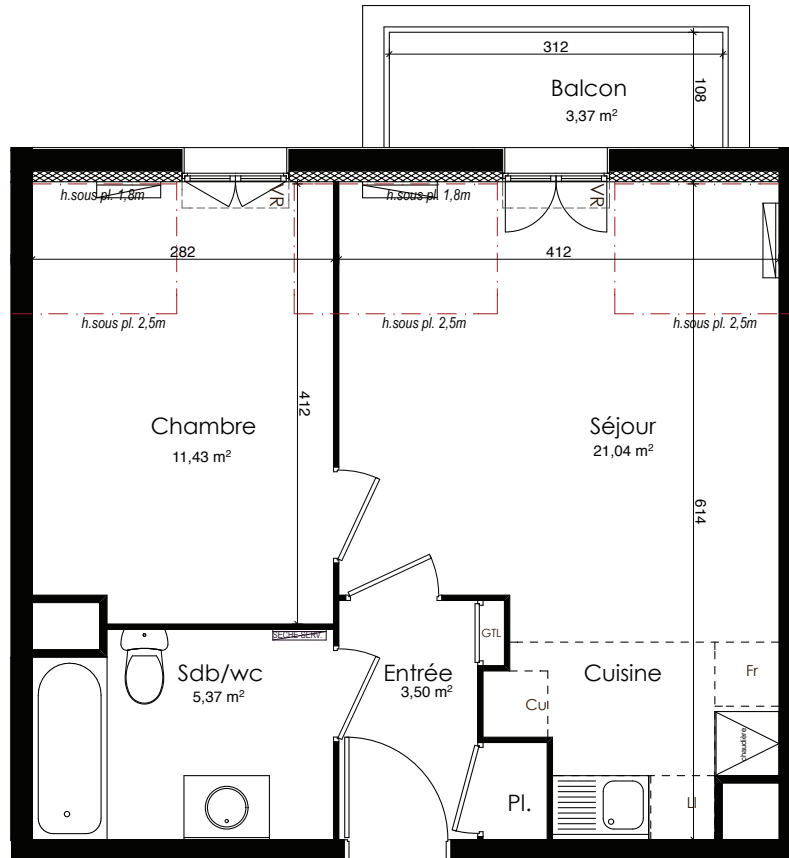 312
Balcon
3,37 m²
108
h.sous pl. 1,8m
VR
h.sous pl. 1,8m
VR
282
412
h.sous pl. 2,5m
h.sous pl. 2,5m
h.sous pl. 2,5m
412
Chambre
11,43 m²
Séjour
21,04 m²
614
SECHE SERV.
GTL
Sdb/wc
5,37 m²
Entrée
3,50 m²
Cuisine
Fr
Cu
chaudière
Pl.
Ll